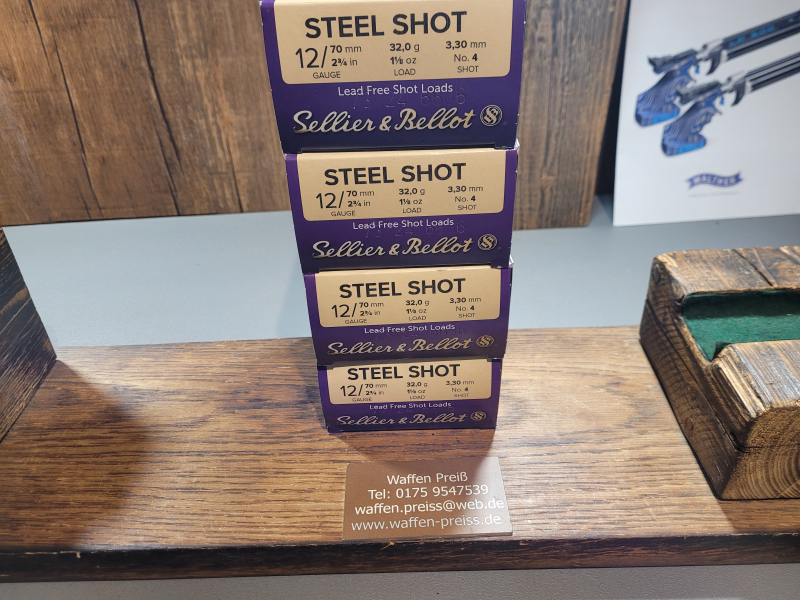 STEEL SHOT
12/ 70 mm 32,0 g 3,30 mm
2¾ in 1⅛ oz No. 4
GAUGE LOAD SHOT
Lead Free Shot Loads
Sellier & Bellot
STEEL SHOT
12/ 70 mm 32,0 g 3,30 mm
2¾ in 1⅛ oz No. 4
GAUGE LOAD SHOT
Lead Free Shot Loads
Sellier & Bellot
STEEL SHOT
12/ 70 mm 32,0 g 3,30 mm
2¾ in 1⅛ oz No. 4
GAUGE LOAD SHOT
Lead Free Shot Loads
Sellier & Bellot
STEEL SHOT
12/ 70 mm 32,0 g 3,30 mm
2¾ in 1⅛ oz No. 4
GAUGE LOAD SHOT
Lead Free Shot Loads
Sellier & Bellot
WALTHER
Waffen Preiß
Tel: 0175 9547539
waffen.preiss@web.de
www.waffen-preiss.de